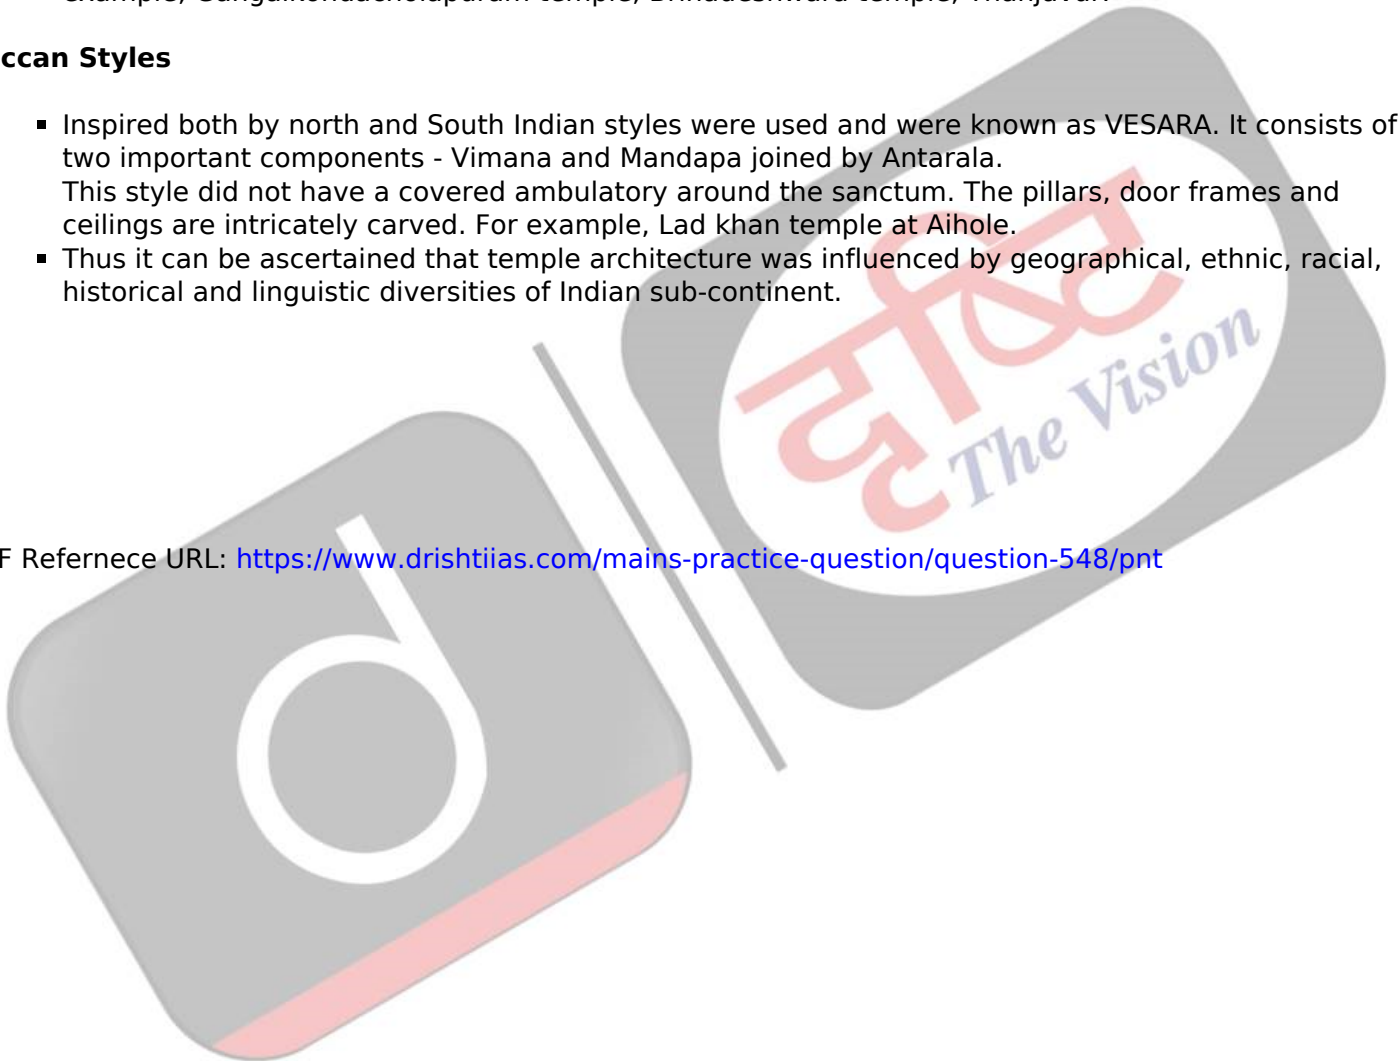 ccan Styles
▪ Inspired both by north and South Indian styles were used and were known as VESARA. It consists of
two important components - Vimana and Mandapa joined by Antarala.
This style did not have a covered ambulatory around the sanctum. The pillars, door frames and
ceilings are intricately carved. For example, Lad khan temple at Aihole.
▪ Thus it can be ascertained that temple architecture was influenced by geographical, ethnic, racial,
historical and linguistic diversities of Indian sub-continent.
दृष्टि
The Vision
F Refernece URL: https://www.drishtiias.com/mains-practice-question/question-548/pnt
d